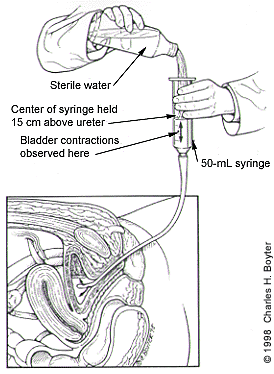 Sterile water
Center of syringe held
15 cm above ureter
Bladder contractions
observed here
50-mL syringe
© 1998 Charles H. Boyter